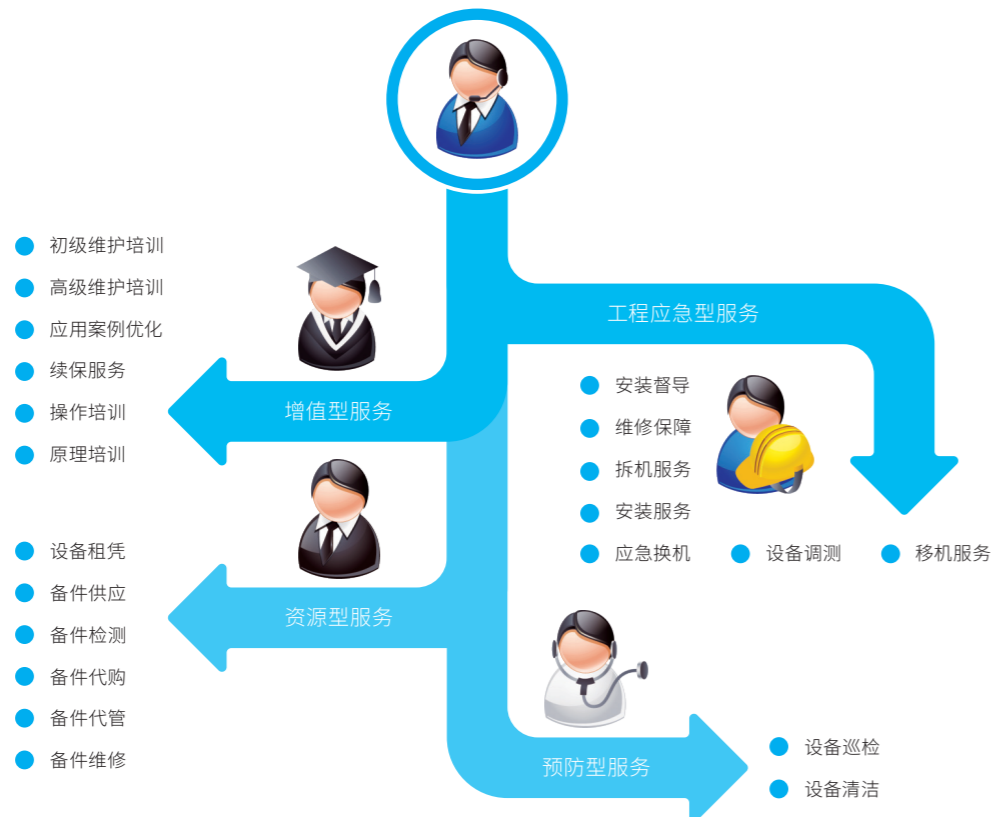 初级维护培训
高级维护培训
应用案例优化
续保服务
操作培训
原理培训
增值型服务
工程应急型服务
安装督导
维修保障
拆机服务
安装服务
应急换机
设备调测
移机服务
设备租凭
备件供应
备件检测
备件代购
备件代管
备件维修
资源型服务
预防型服务
设备巡检
设备清洁